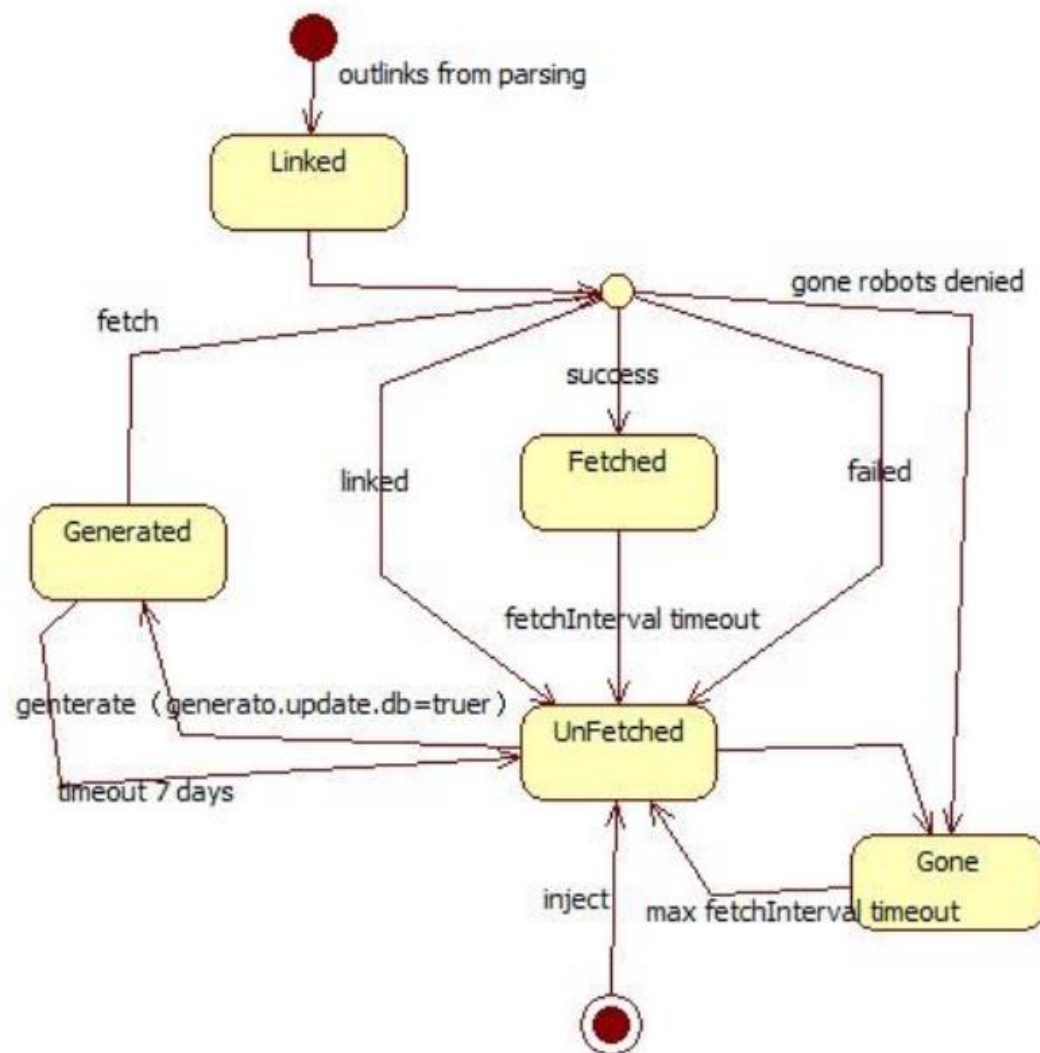 outlinks from parsing
Linked
gone robots denied
fetch
success
Fetched
linked
failed
Generated
fetchInterval timeout
genterate（generato.update.db=truer）
UnFetched
timeout 7 days
Gone
inject
max fetchInterval timeout